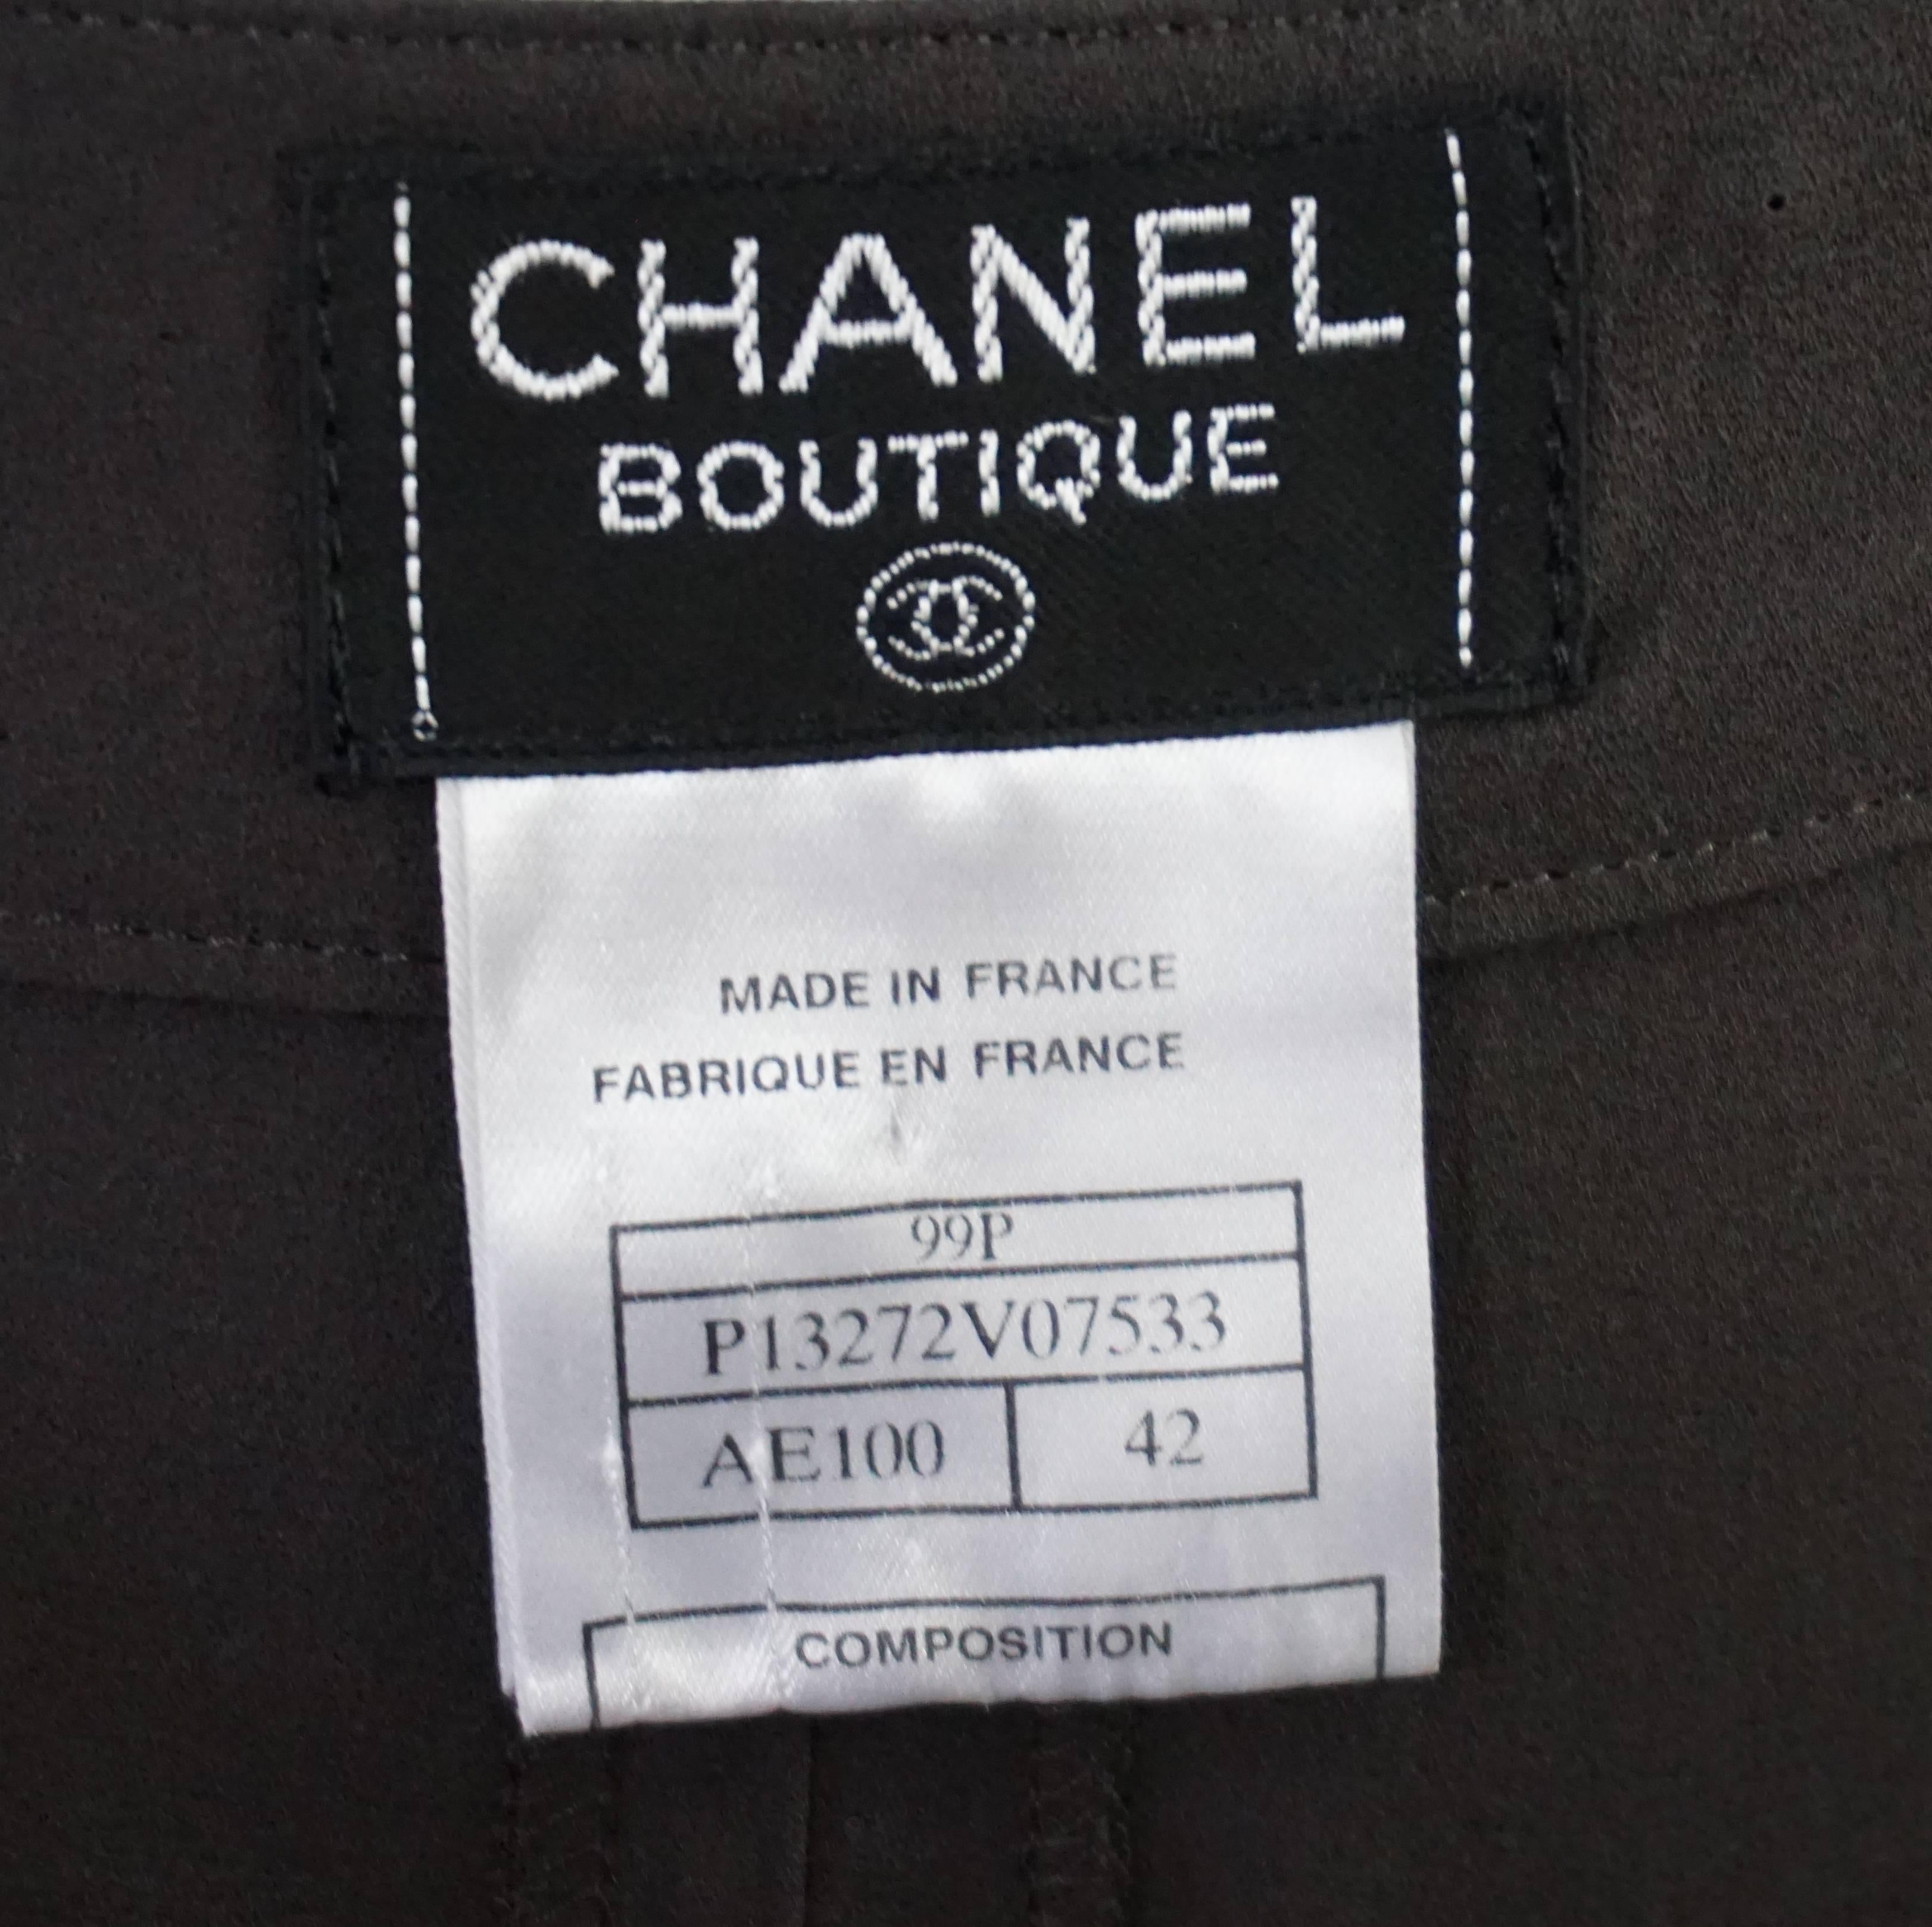 CHANEL
BOUTIQUE
MADE IN FRANCE
FABRIQUE EN FRANCE
99P
P13272V07533
AE100 42
COMPOSITION